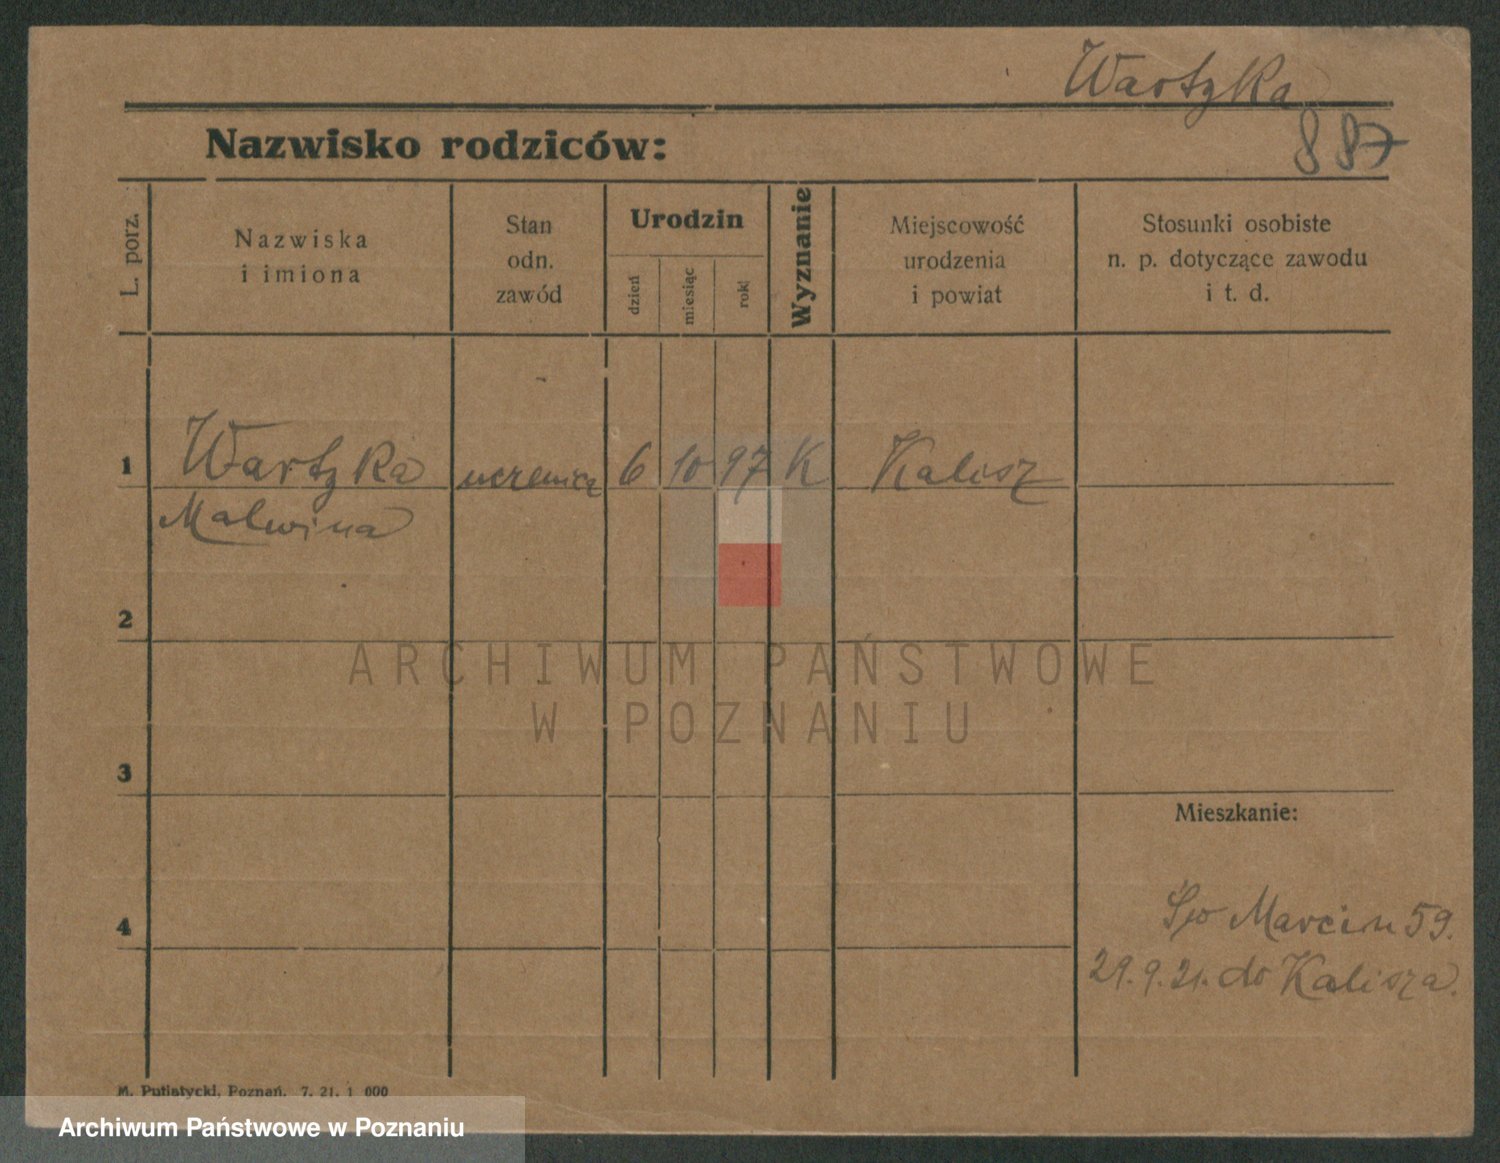 Wartzka
887
Nazwisko rodziców:
L. porz.
Nazwiska
i imiona
Stan
odn.
zawód
Urodzin
dzień
miesiąc
rok
Wyznanie
Miejscowość
urodzenia
i powiat
Stosunki osobiste
n. p. dotyczące zawodu
i t. d.
1 Wartzka uczenica 6 10 97 K Kalisz
Malwina
2
ARCHIWUM PAŃSTWOWE
W POZNANIU
3
Mieszkanie:
4
Św Marcin 59.
29.9.21. do Kalisza.
M. Putiatycki, Poznań. 7. 21. 1 000
Archiwum Państwowe w Poznaniu